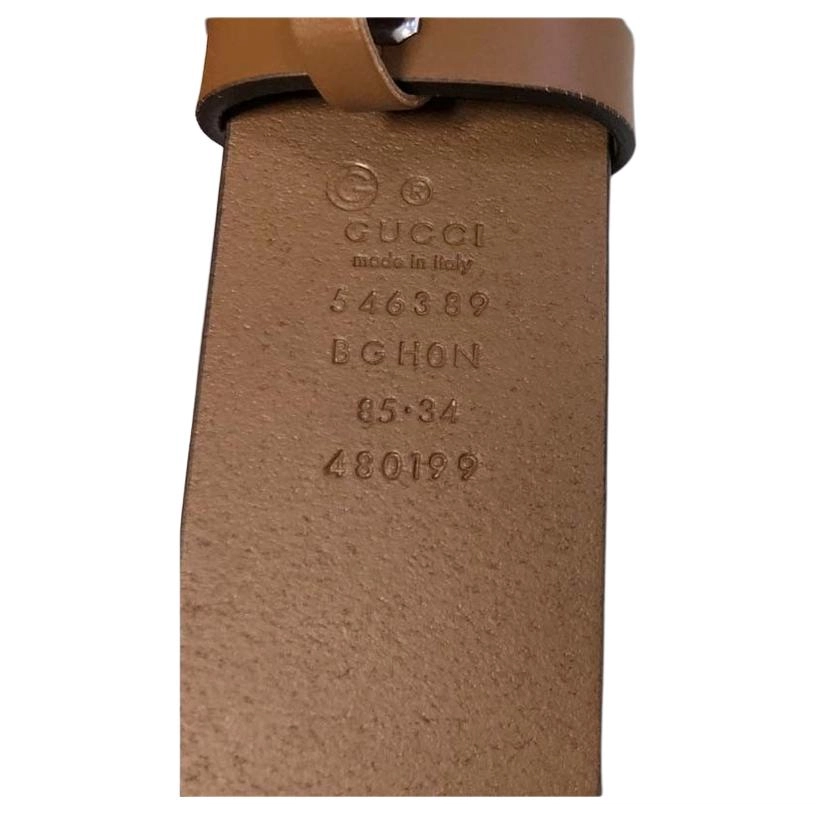 G ®
GUCCI
made in Italy
546389
BGH0N
85·34
480199